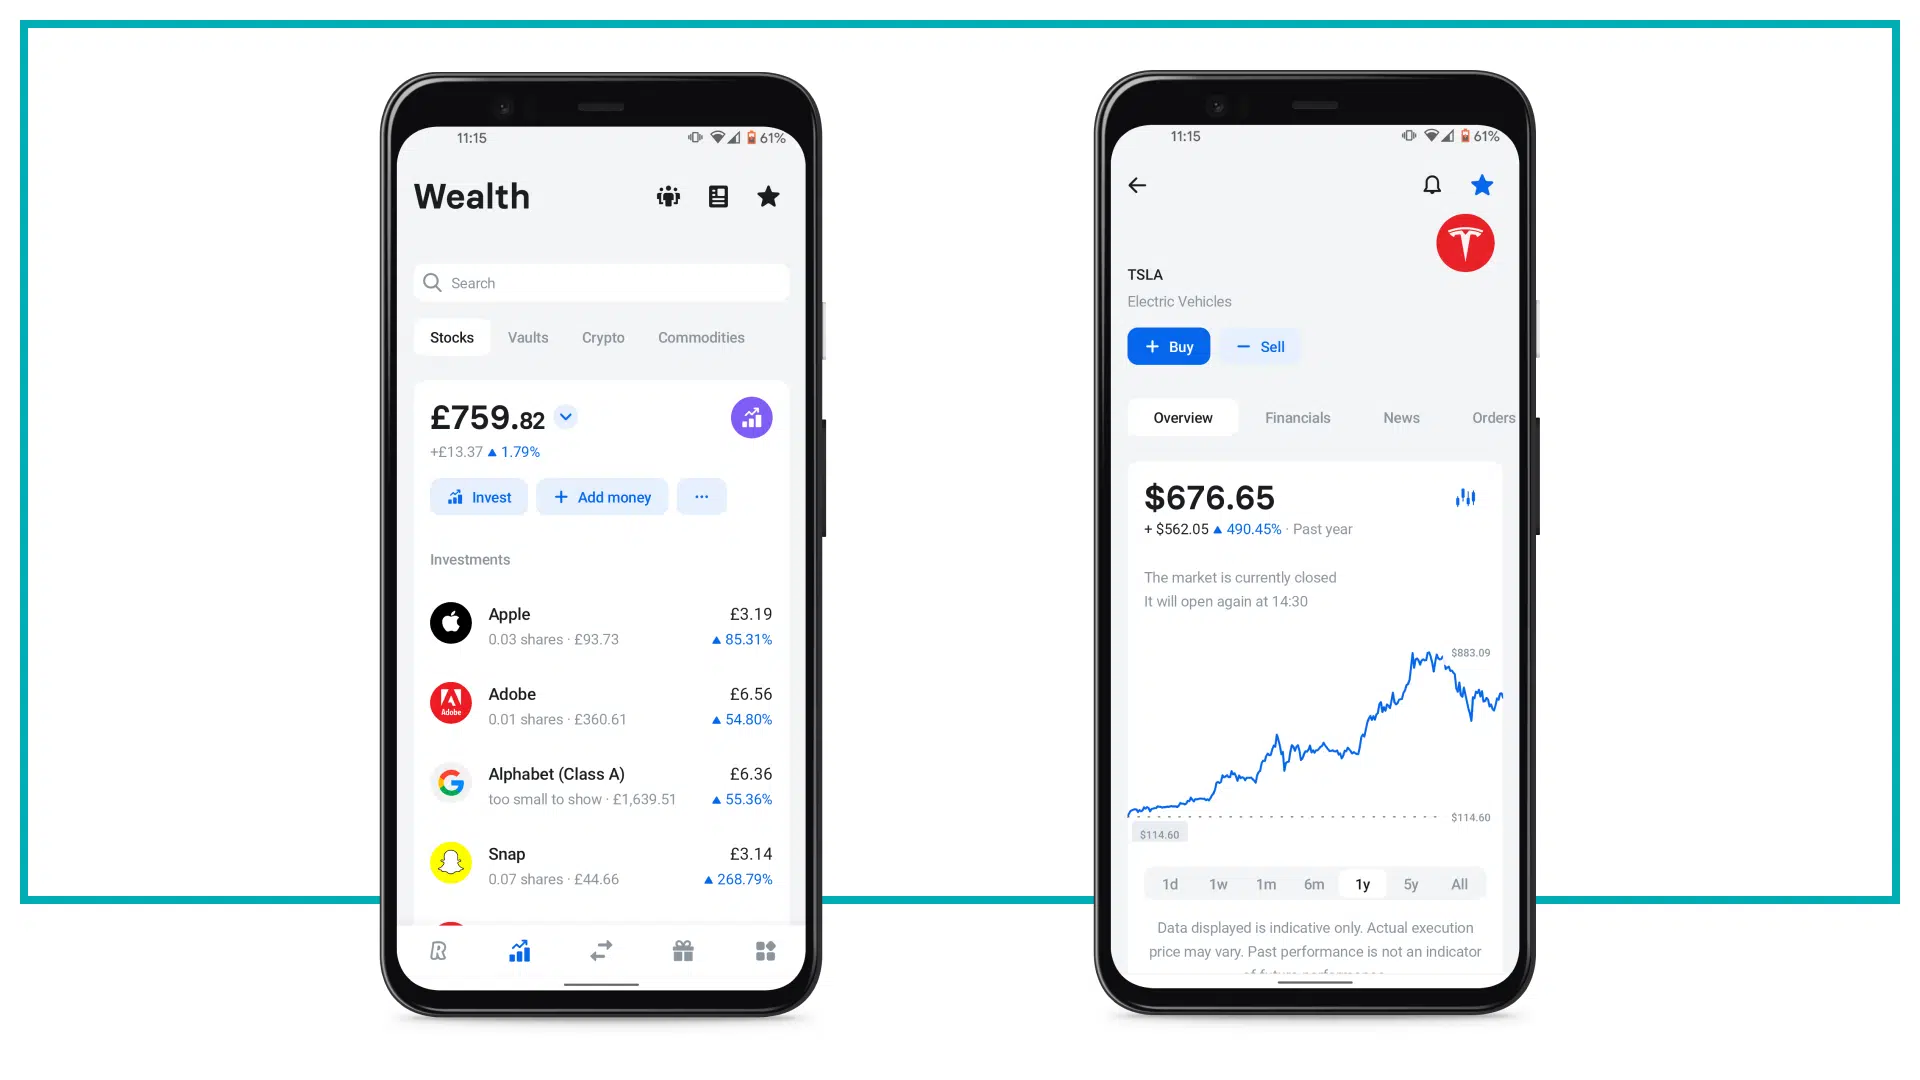 11:15
61%
Wealth
Search
Stocks Vaults Crypto Commodities
£759.82
+£13.37 ▲ 1.79%
Invest + Add money ...
Investments
Apple £3.19
0.03 shares · £93.73 ▲ 85.31%
Adobe £6.56
Adobe
0.01 shares · £360.61 ▲ 54.80%
Alphabet (Class A) £6.36
too small to show · £1,639.51 ▲ 55.36%
Snap £3.14
0.07 shares · £44.66 ▲ 268.79%
11:15
61%
TSLA
Electric Vehicles
+ Buy − Sell
Overview Financials News Orders
$676.65
+ $562.05 ▲ 490.45% · Past year
The market is currently closed
It will open again at 14:30
$883.09
$114.60
$114.60
1d 1w 1m 6m 1y 5y All
Data displayed is indicative only. Actual execution
price may vary. Past performance is not an indicator